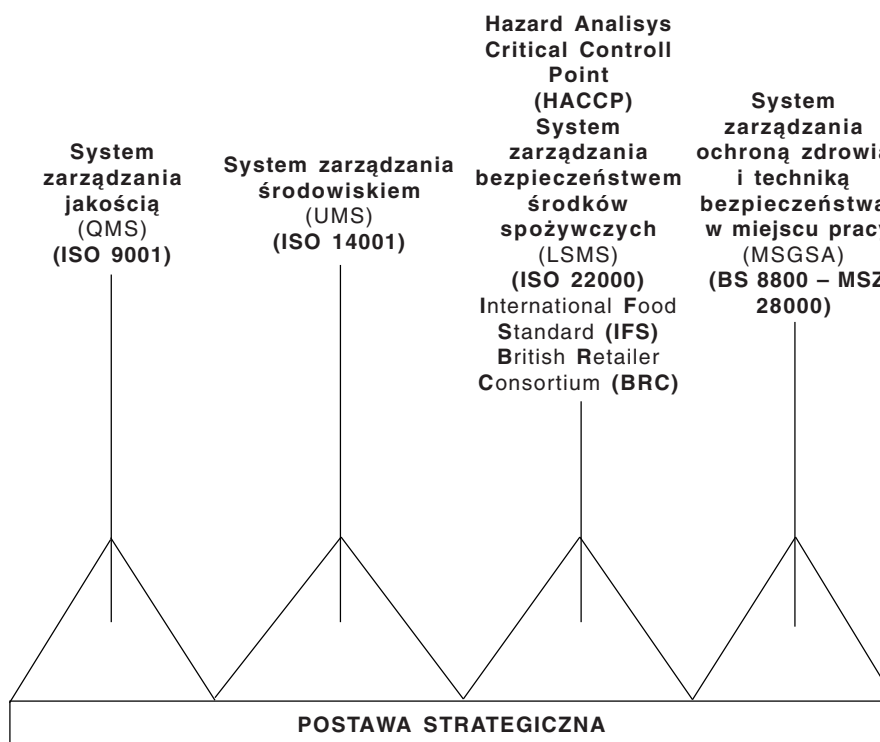 System
zarządzania
jakością
(QMS)
(ISO 9001)
System zarządzania
środowiskiem
(UMS)
(ISO 14001)
Hazard Analisys
Critical Controll
Point
(HACCP)
System
zarządzania
bezpieczeństwem
środków
spożywczych
(LSMS)
(ISO 22000)
International Food
Standard (IFS)
British Retailer
Consortium (BRC)
System
zarządzania
ochroną zdrowia
i techniką
bezpieczeństwa
w miejscu pracy
(MSGSA)
(BS 8800 – MSZ
28000)
POSTAWA STRATEGICZNA